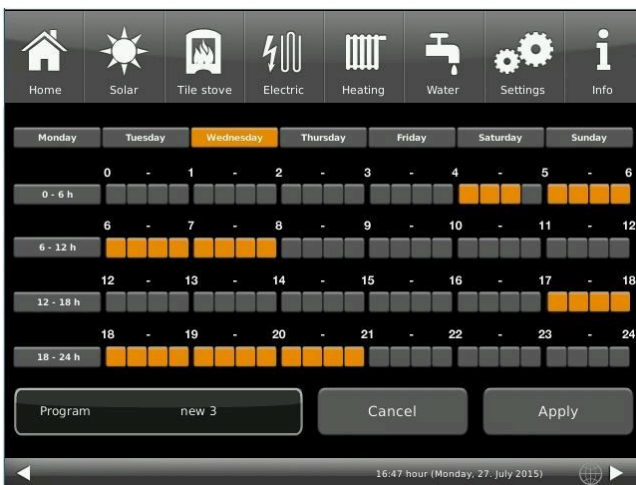 Home Solar Tile stove Electric Heating Water Settings Info
Monday Tuesday Wednesday Thursday Friday Saturday Sunday
0 - 1 - 2 - 3 - 4 - 5 - 6
0 - 6 h
6 - 7 - 8 - 9 - 10 - 11 - 12
6 - 12 h
12 - 13 - 14 - 15 - 16 - 17 - 18
12 - 18 h
18 - 19 - 20 - 21 - 22 - 23 - 24
18 - 24 h
Program new 3 Cancel Apply
16:47 hour (Monday, 27. July 2015)